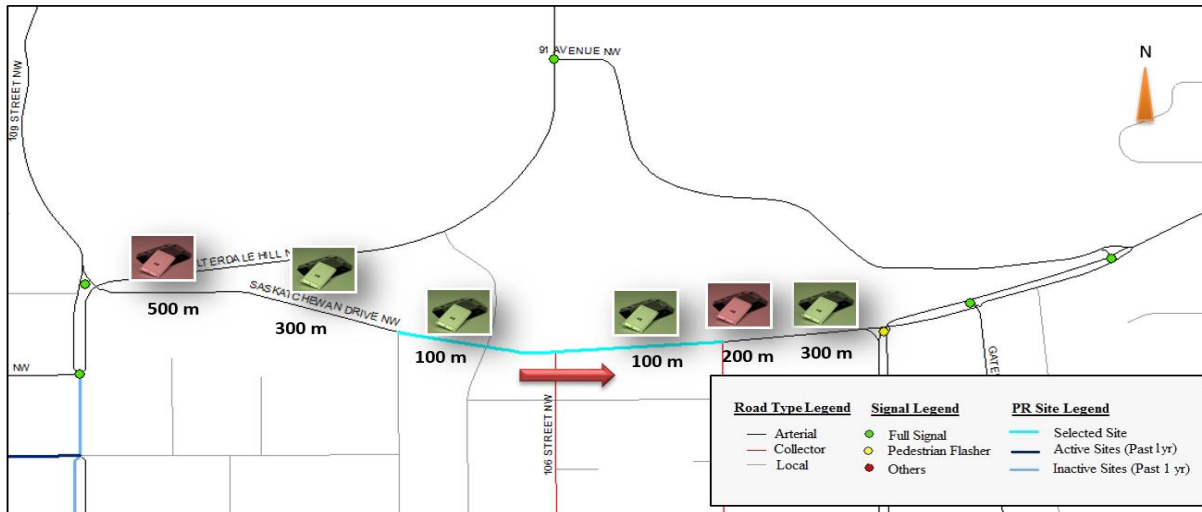 91 AVENUE NW
N
109 STREET NW
LTERDALE HILL N
SASKATCHEWAN DRIVE NW
500 m
300 m
100 m
100 m
200 m
300 m
NW
106 STREET NW
GATE
Road Type Legend
Arterial
Collector
Local
Signal Legend
Full Signal
Pedestrian Flasher
Others
PR Site Legend
Selected Site
Active Sites (Past 1yr)
Inactive Sites (Past 1 yr)